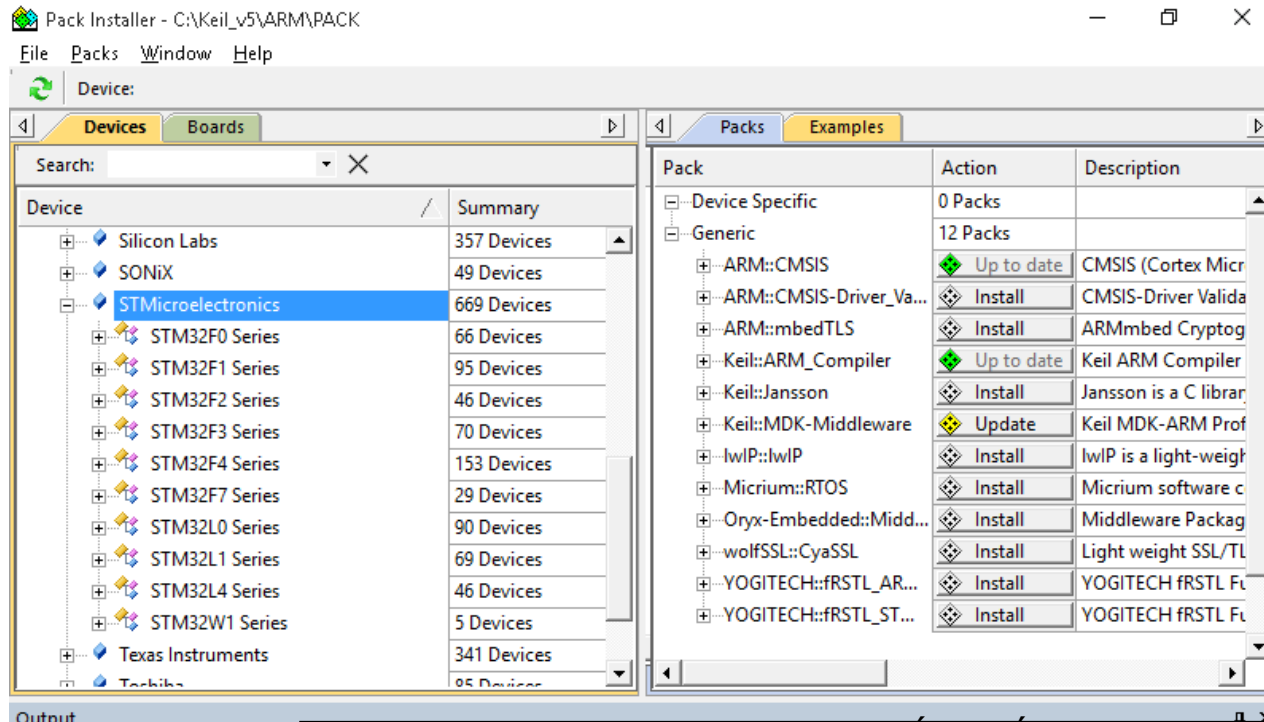 Pack Installer - C:\Keil_v5\ARM\PACK
File Packs Window Help
Device:
Devices Boards
Search:
Device Summary
Silicon Labs 357 Devices
SONiX 49 Devices
STMicroelectronics 669 Devices
STM32F0 Series 66 Devices
STM32F1 Series 95 Devices
STM32F2 Series 46 Devices
STM32F3 Series 70 Devices
STM32F4 Series 153 Devices
STM32F7 Series 29 Devices
STM32L0 Series 90 Devices
STM32L1 Series 69 Devices
STM32L4 Series 46 Devices
STM32W1 Series 5 Devices
Texas Instruments 341 Devices
Toshiba 85 Devices
Packs Examples
Pack Action Description
Device Specific 0 Packs
Generic 12 Packs
ARM::CMSIS Up to date CMSIS (Cortex Micr
ARM::CMSIS-Driver_Va... Install CMSIS-Driver Valida
ARM::mbedTLS Install ARMmbed Cryptog
Keil::ARM_Compiler Up to date Keil ARM Compiler
Keil::Jansson Install Jansson is a C librar
Keil::MDK-Middleware Update Keil MDK-ARM Prof
lwIP::lwIP Install lwIP is a light-weigh
Micrium::RTOS Install Micrium software c
Oryx-Embedded::Midd... Install Middleware Packag
wolfSSL::CyaSSL Install Light weight SSL/TL
YOGITECH::fRSTL_AR... Install YOGITECH fRSTL Fu
YOGITECH::fRSTL_ST... Install YOGITECH fRSTL Fu
Output